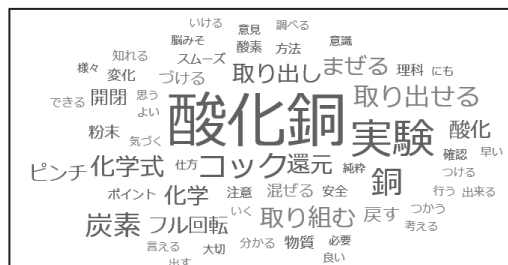 いける 意見 調べる
脳みそ 酸素 方法 意識
知れる スムーズ
様々 変化 づける 取り出し まぜる 理科 にも
できる 開閉 思う 酸化銅 取り出せる
よい
粉末 気づく 実験 酸化
確認 早い
ピンチ 化学式 仕方 コック 還元 純粋 銅 つける
ポイント 化学 注意 混ぜる 安全 行う 出来る
炭素 フル回転 いく 取り組む 戻す つかう
考える
言える 大切 分かる 物質 必要
出す 良い